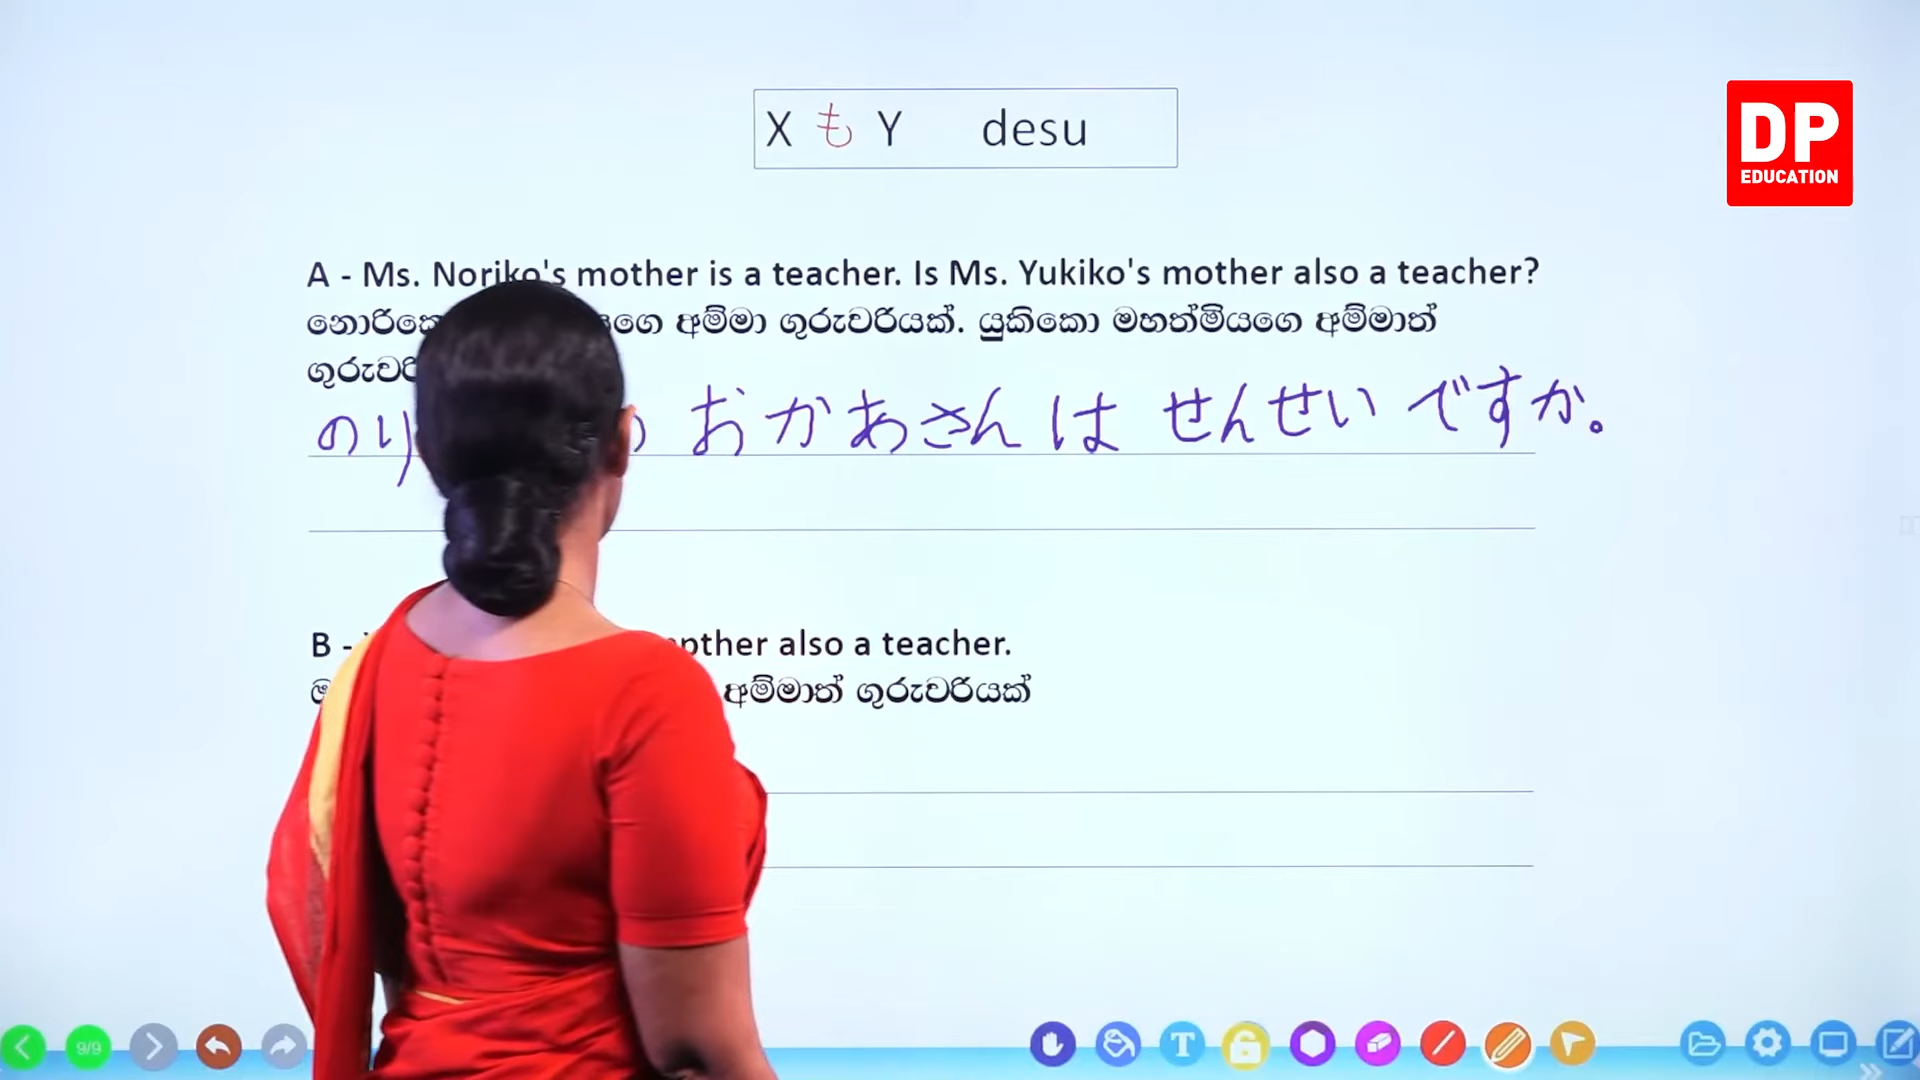 X も Y desu
DP
EDUCATION
A - Ms. Noriko's mother is a teacher. Is Ms. Yukiko's mother also a teacher?
අම්මා ගුරුවරියක්. යුකිකො මහත්මියගෙ අම්මාත්
のり おかあさん は せんせい ですか。
B - also a teacher.
අම්මාත් ගුරුවරියක්
9/9
T